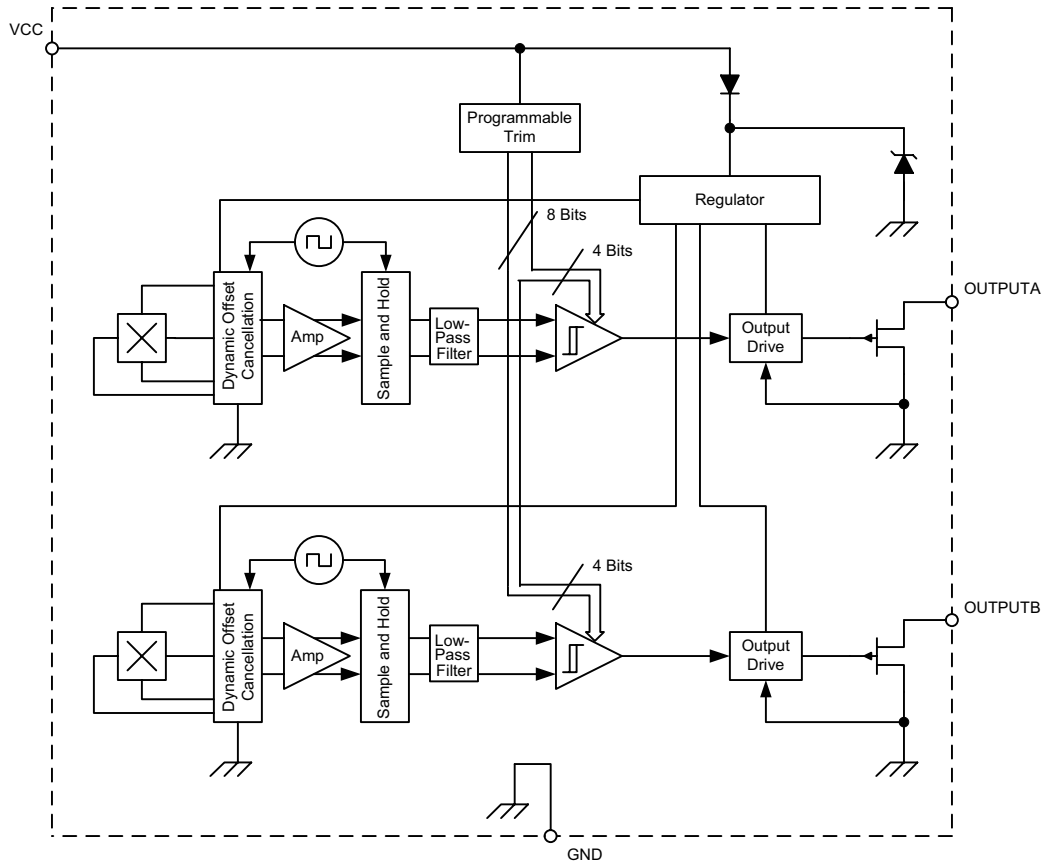 VCC
Programmable
Trim
Regulator
8 Bits
4 Bits
OUTPUTA
Dynamic Offset
Cancellation
Amp
Sample and Hold
Low-
Pass
Filter
Output
Drive
4 Bits
OUTPUTB
Dynamic Offset
Cancellation
Amp
Sample and Hold
Low-
Pass
Filter
Output
Drive
GND